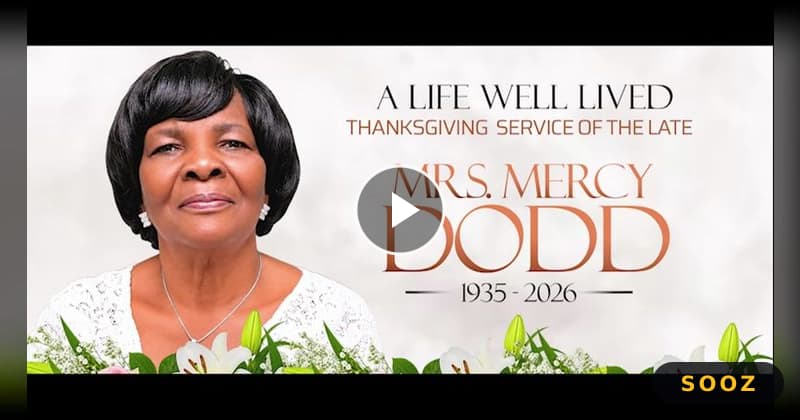 A LIFE WELL LIVED
THANKSGIVING SERVICE OF THE LATE
MRS. MERCY
DODD
1935 - 2026
SOOZ